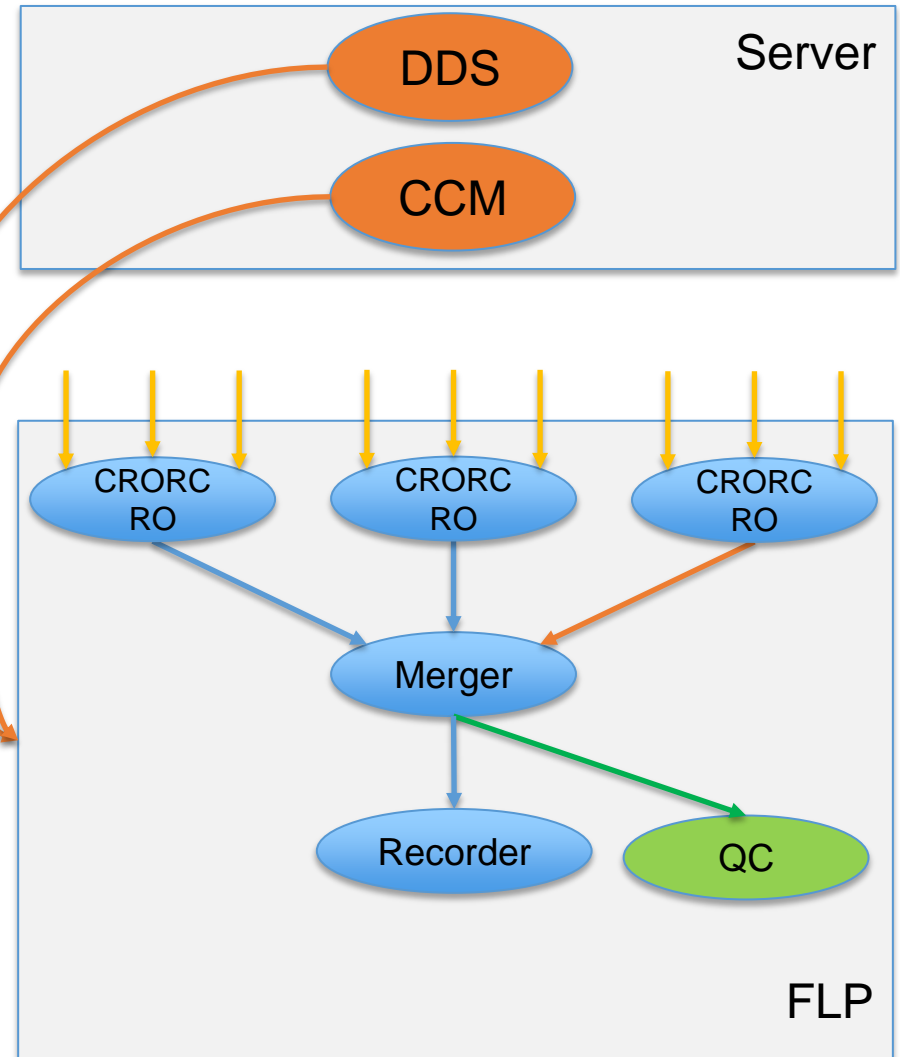 DDS
Server
CCM
CRORC
RO
CRORC
RO
CRORC
RO
Merger
Recorder
QC
FLP